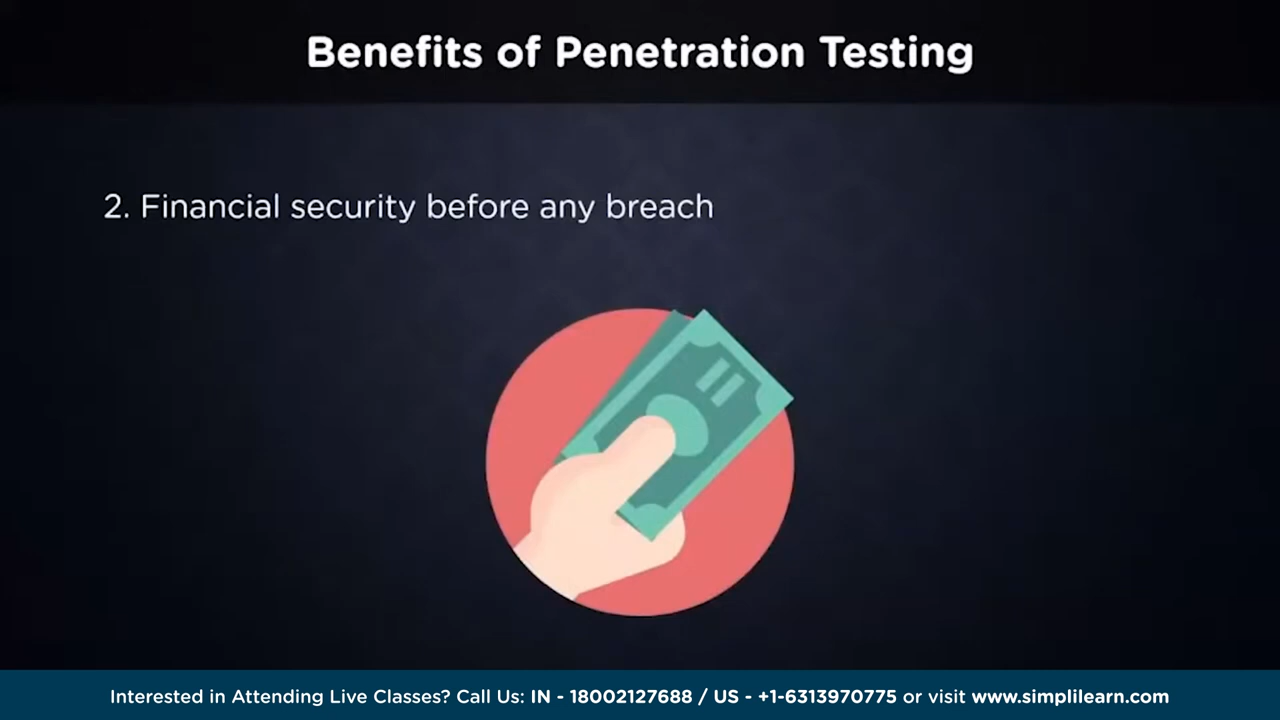 Benefits of Penetration Testing
2. Financial security before any breach
Interested in Attending Live Classes? Call Us: IN - 18002127688 / US - +1-6313970775 or visit www.simplilearn.com